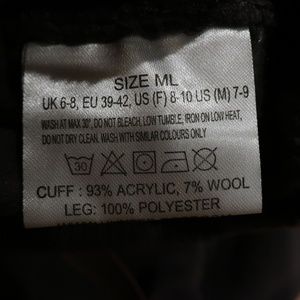 SIZE ML
UK 6-8, EU 39-42, US (F) 8-10 US (M) 7-9
WASH AT MAX 30°, DO NOT BLEACH, LOW TUMBLE, IRON ON LOW HEAT,
DO NOT DRY CLEAN. WASH WITH SIMILAR COLOURS ONLY
30
CUFF : 93% ACRYLIC, 7% WOOL
LEG: 100% POLYESTER